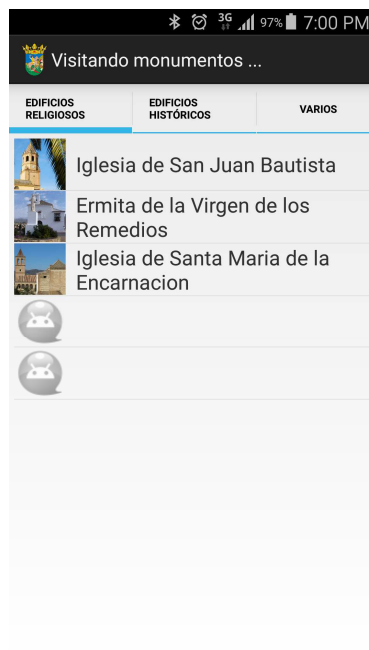 3G 97% 7:00 PM
Visitando monumentos ...
EDIFICIOS
RELIGIOSOS
EDIFICIOS
HISTÓRICOS
VARIOS
Iglesia de San Juan Bautista
Ermita de la Virgen de los
Remedios
Iglesia de Santa Maria de la
Encarnacion